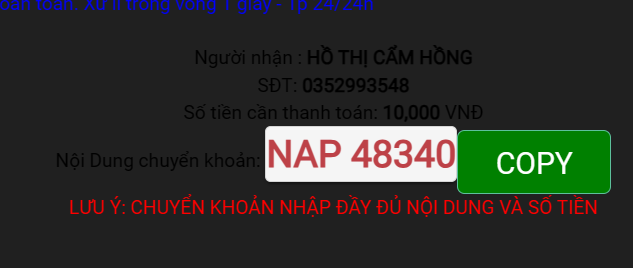 toàn. Xử lí trong vòng 1 giây - 1p 24/24h
Người nhận : HỒ THỊ CẨM HỒNG
SĐT: 0352993548
Số tiền cần thanh toán: 10,000 VNĐ
Nội Dung chuyển khoản: NAP 48340 COPY
LƯU Ý: CHUYỂN KHOẢN NHẬP ĐẦY ĐỦ NỘI DUNG VÀ SỐ TIỀN